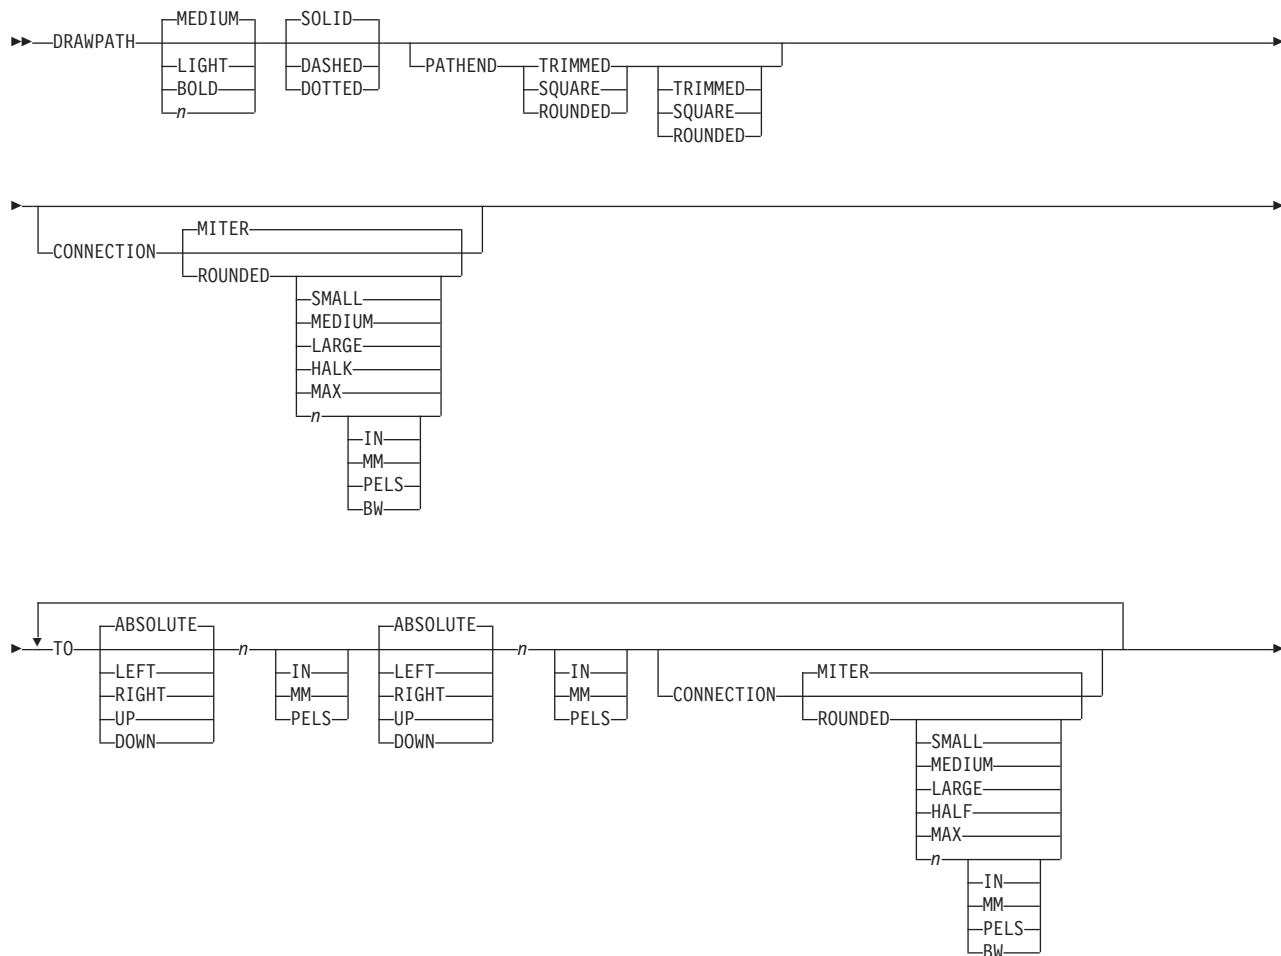 MEDIUM SOLID
DRAWPATH
LIGHT DASHED PATHEND TRIMMED
BOLD DOTTED SQUARE TRIMMED
n ROUNDED SQUARE
ROUNDED
MITER
CONNECTION
ROUNDED
SMALL
MEDIUM
LARGE
HALK
MAX
n
IN
MM
PELS
BW
ABSOLUTE ABSOLUTE
TO n n
LEFT IN LEFT IN MITER
RIGHT MM RIGHT MM CONNECTION
UP PELS UP PELS ROUNDED
DOWN DOWN SMALL
MEDIUM
LARGE
HALF
MAX
n
IN
MM
PELS
BW